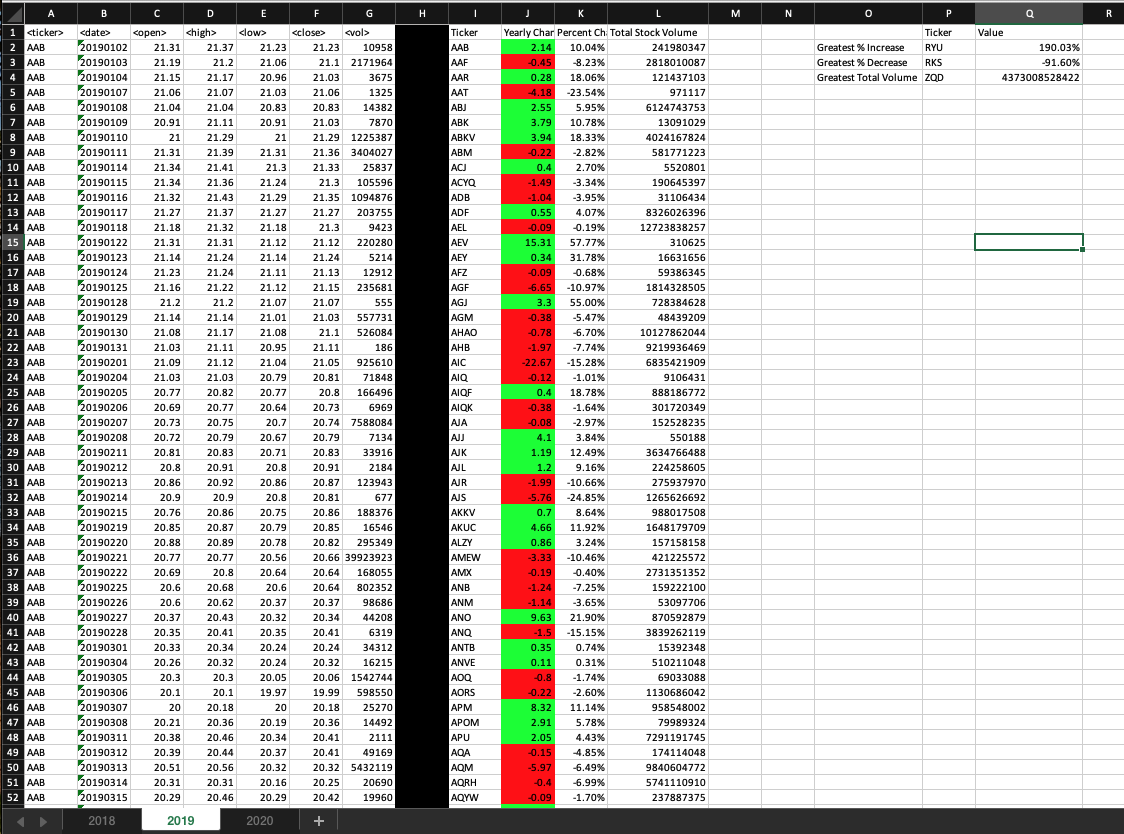 A B C D E F G H I J K L M N O P Q R
1 <ticker> <date> <open> <high> <low> <close> <vol> Ticker Yearly Char Percent Ch Total Stock Volume Ticker Value
2 AAB 20190102 21.31 21.37 21.23 21.23 10958 AAB 2.14 10.04% 241980347 Greatest % Increase RYU 190.03%
3 AAB 20190103 21.19 21.2 21.06 21.1 2171964 AAF -0.45 -8.23% 2818010087 Greatest % Decrease RKS -91.60%
4 AAB 20190104 21.04 21.15 20.96 21.03 3675 AAR 0.28 18.06% 121437103 Greatest Total Volume ZQD 4373008528422
5 AAB 20190107 21.06 21.07 21.03 21.06 1325 AAT -4.18 -23.54% 971117
6 AAB 20190108 21.04 21.04 20.83 20.83 14382 ABJ 2.55 5.95% 6124743753
7 AAB 20190109 20.91 21.11 20.91 21.03 7870 ABK 3.79 10.78% 13091029
8 AAB 20190110 21 21.29 21 21.29 1225387 ABKV 3.94 18.33% 4024167824
9 AAB 20190111 21.31 21.39 21.31 21.36 3404027 ABM -0.22 -2.82% 581771223
10 AAB 20190114 21.34 21.41 21.3 21.33 25837 ACJ 0.4 2.70% 5520801
11 AAB 20190115 21.34 21.36 21.24 21.3 105596 ACYQ -1.49 -3.34% 190645397
12 AAB 20190116 21.32 21.43 21.29 21.35 1094876 ADB -1.04 -3.95% 31106434
13 AAB 20190117 21.27 21.37 21.27 21.27 203755 ADF 0.55 4.07% 8326026396
14 AAB 20190118 21.18 21.32 21.18 21.3 9423 AEL -0.09 -0.19% 12723838257
15 AAB 20190122 21.31 21.31 21.12 21.12 220280 AEV 15.31 57.77% 310625
16 AAB 20190123 21.14 21.24 21.14 21.24 5214 AEY 0.34 31.78% 16631656
17 AAB 20190124 21.23 21.24 21.11 21.13 12912 AFZ -0.09 -0.68% 59386345
18 AAB 20190125 21.16 21.22 21.12 21.15 235681 AGF -6.65 -10.97% 1814328505
19 AAB 20190128 21.2 21.2 21.07 21.07 555 AGJ 3.3 55.00% 728384628
20 AAB 20190129 21.14 21.14 21.01 21.03 557731 AGM -0.38 -5.47% 48439209
21 AAB 20190130 21.08 21.17 21.08 21.1 526084 AHAO -0.78 -6.70% 10127862044
22 AAB 20190131 21.03 21.11 20.95 21.11 186 AHB -1.97 -7.74% 9219936469
23 AAB 20190201 21.09 21.12 21.04 21.05 925610 AIC -22.67 -15.28% 6835421909
24 AAB 20190204 21.03 21.03 20.79 20.81 71848 AIQ -0.12 -1.01% 9106431
25 AAB 20190205 20.77 20.82 20.77 20.8 166496 AIQF 0.4 18.78% 888186772
26 AAB 20190206 20.69 20.77 20.64 20.73 6969 AIQK -0.38 -1.64% 301720349
27 AAB 20190207 20.73 20.75 20.7 20.74 7588084 AJA -0.08 -2.97% 152528235
28 AAB 20190208 20.72 20.79 20.67 20.79 7134 AJJ 4.1 3.84% 550188
29 AAB 20190211 20.81 20.83 20.71 20.83 33916 AJK 1.19 12.49% 3634766488
30 AAB 20190212 20.8 20.91 20.8 20.91 2184 AJL 1.2 9.16% 224258605
31 AAB 20190213 20.86 20.92 20.86 20.87 123943 AJR -1.99 -10.66% 275937970
32 AAB 20190214 20.9 20.9 20.8 20.81 677 AJS -5.76 -24.85% 1265626692
33 AAB 20190215 20.76 20.86 20.75 20.86 188376 AKKV 0.7 8.64% 988017508
34 AAB 20190219 20.85 20.87 20.79 20.85 16546 AKUC 4.66 11.92% 1648179709
35 AAB 20190220 20.88 20.89 20.78 20.82 295349 ALZY 0.86 3.24% 157158158
36 AAB 20190221 20.77 20.77 20.56 20.66 39923923 AMEW -3.33 -10.46% 421225572
37 AAB 20190222 20.69 20.8 20.64 20.64 168055 AMX -0.19 -0.40% 2731351352
38 AAB 20190225 20.6 20.68 20.6 20.64 802352 ANB -1.24 -7.25% 159222100
39 AAB 20190226 20.6 20.62 20.37 20.37 98686 ANM -1.14 -3.65% 53097706
40 AAB 20190227 20.37 20.43 20.32 20.34 44208 ANO 9.63 21.90% 870592879
41 AAB 20190228 20.35 20.41 20.35 20.41 6319 ANQ -1.5 -15.15% 3839262119
42 AAB 20190301 20.33 20.34 20.24 20.24 34312 ANTB 0.35 0.74% 15392348
43 AAB 20190304 20.26 20.32 20.24 20.32 16215 ANVE 0.11 0.31% 510211048
44 AAB 20190305 20.3 20.3 20.05 20.06 1542744 AOQ -0.8 -1.74% 69033088
45 AAB 20190306 20.1 20.1 19.97 19.99 598550 AORS -0.22 -2.60% 1130686042
46 AAB 20190307 20 20.18 20 20.18 25270 APM 8.32 11.14% 958548002
47 AAB 20190308 20.21 20.36 20.19 20.36 14492 APOM 2.91 5.78% 79989324
48 AAB 20190311 20.38 20.46 20.34 20.41 2111 APU 2.05 4.43% 7291191745
49 AAB 20190312 20.39 20.44 20.37 20.41 49169 AQA -0.15 -4.85% 174114048
50 AAB 20190313 20.51 20.56 20.32 20.32 5432119 AQM -5.97 -6.49% 9840604772
51 AAB 20190314 20.31 20.31 20.16 20.25 20690 AQRH -0.4 -6.99% 5741110910
52 AAB 20190315 20.29 20.46 20.29 20.42 19960 AQYW -0.09 -1.70% 237887375
2018 2019 2020 +